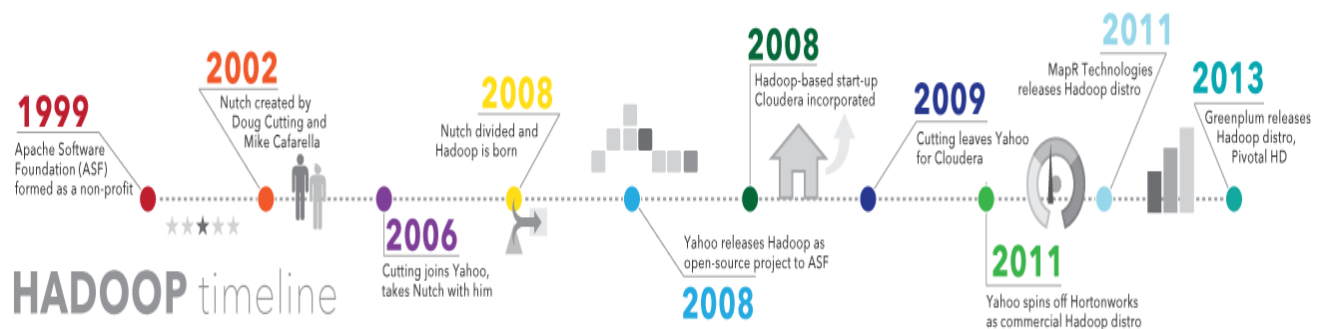 1999
Apache Software
Foundation (ASF)
formed as a non-profit
2002
Nutch created by
Doug Cutting and
Mike Cafarella
2006
Cutting joins Yahoo,
takes Nutch with him
2008
Nutch divided and
Hadoop is born
Yahoo releases Hadoop as
open-source project to ASF
2008
2008
Hadoop-based start-up
Cloudera incorporated
2009
Cutting leaves Yahoo
for Cloudera
2011
Yahoo spins off Hortonworks
as commercial Hadoop distro
2011
MapR Technologies
releases Hadoop distro
2013
Greenplum releases
Hadoop distro,
Pivotal HD
HADOOP timeline